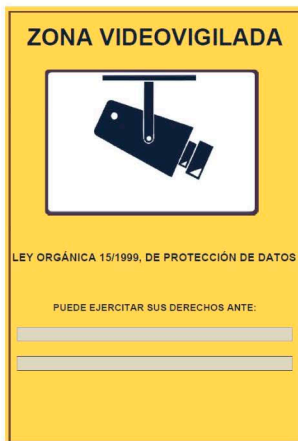 ZONA VIDEOVIGILADA
LEY ORGÁNICA 15/1999, DE PROTECCIÓN DE DATOS
PUEDE EJERCITAR SUS DERECHOS ANTE: